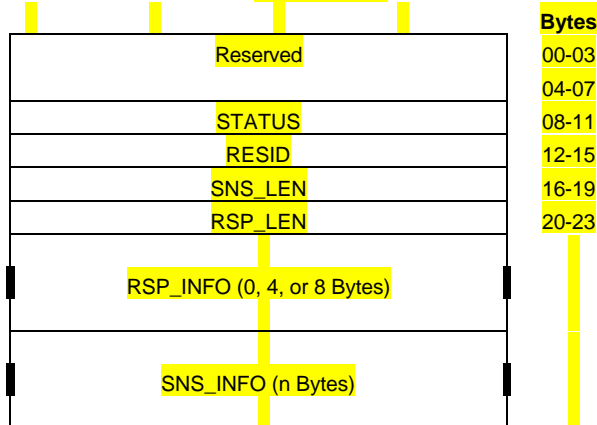 Bytes
Reserved 00-03
04-07
STATUS 08-11
RESID 12-15
SNS_LEN 16-19
RSP_LEN 20-23
RSP_INFO (0, 4, or 8 Bytes)
SNS_INFO (n Bytes)